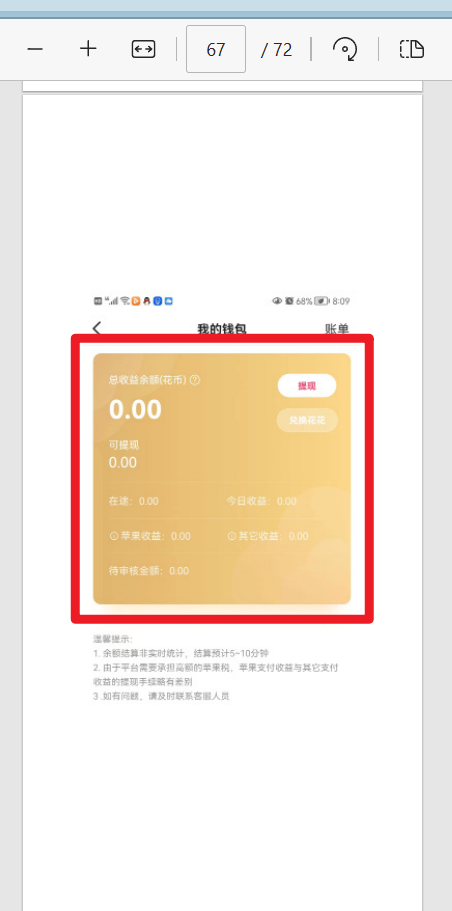 67 / 72
68% 8:09
我的钱包 账单
总收益余额(花币)
提现
0.00
兑换花花
可提现
0.00
在途：0.00 今日收益：0.00
苹果收益：0.00 其它收益：0.00
待审核金额：0.00
温馨提示:
1. 余额结算非实时统计，结算预计5~10分钟
2. 由于平台需要承担高额的苹果税，苹果支付收益与其它支付
收益的提现手续略有差别
3 .如有问题，请及时联系客服人员